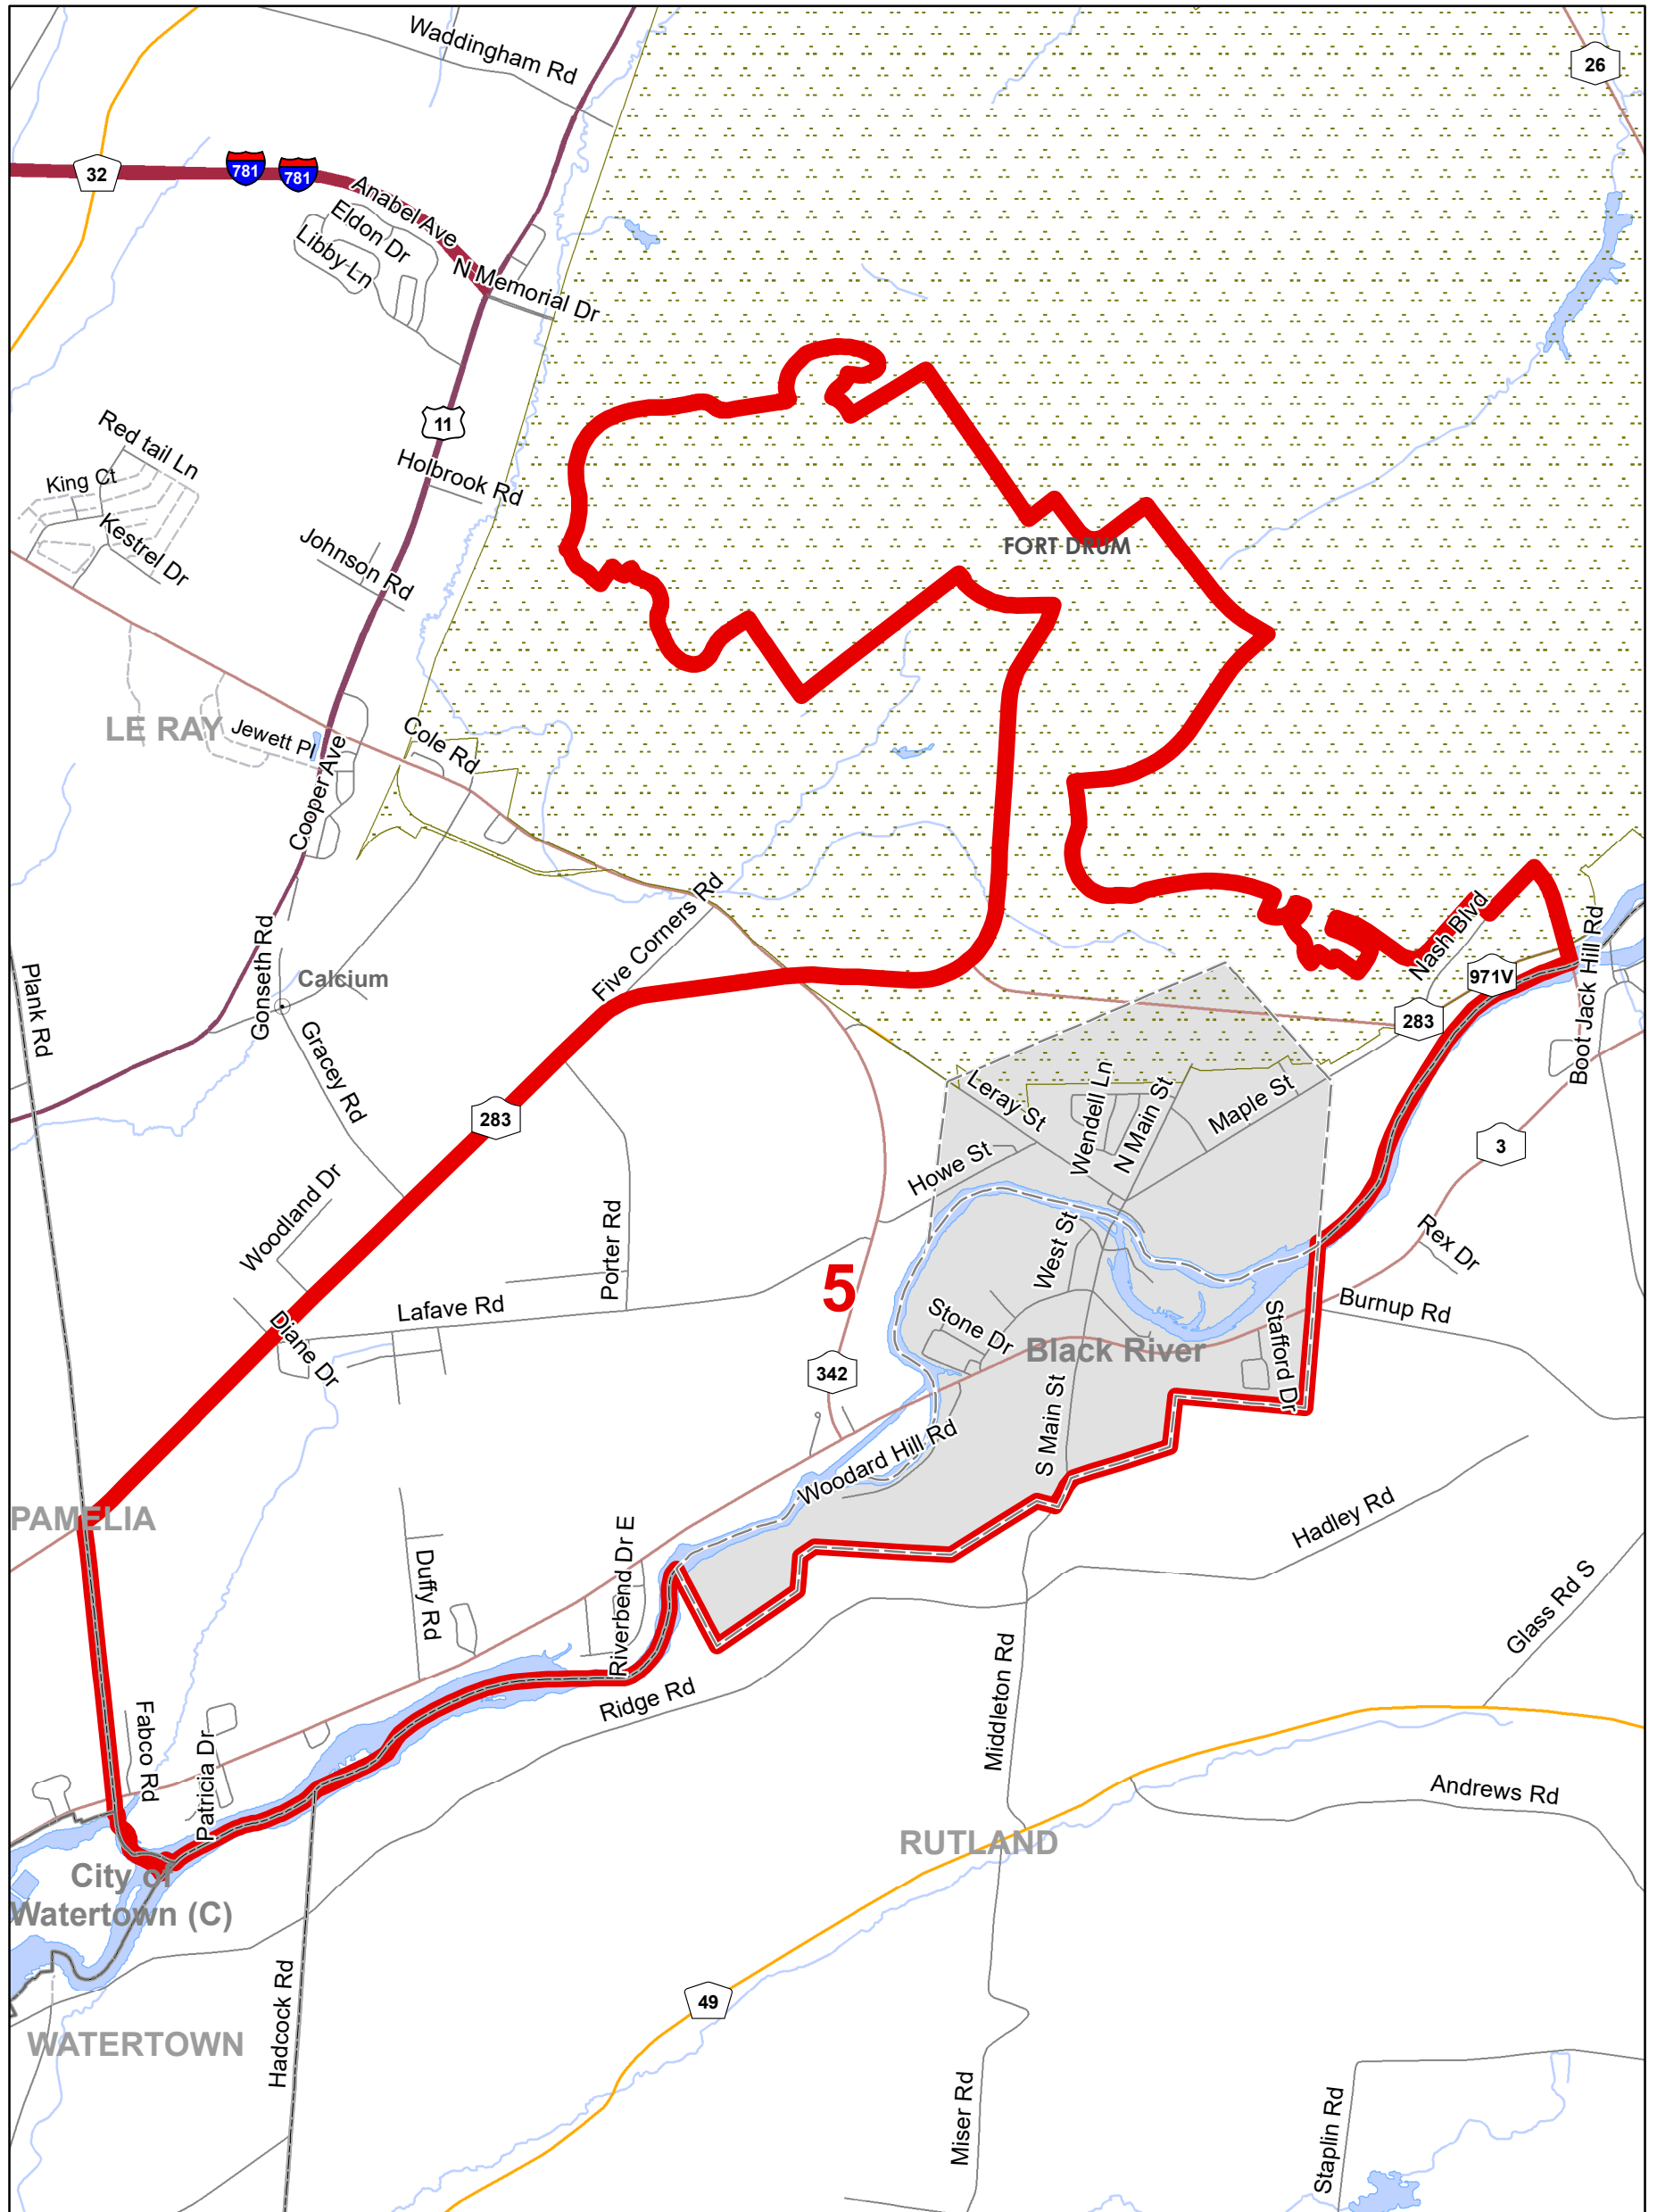 Waddingham Rd
26
32
781
781
Anabel Ave
Eldon Dr
Libby Ln
N Memorial Dr
11
Red tail Ln
King Ct
Holbrook Rd
Kestrel Dr
Johnson Rd
FORT DRUM
LE RAY
Jewett Pl
Cole Rd
Cooper Ave
Five Corners Rd
Nash Blvd
Boot Jack Hill Rd
Plank Rd
Gonseth Rd
Calcium
971V
283
Gracey Rd
283
Leray St
Wendell Ln
N Main St
Maple St
3
Howe St
Woodland Dr
Porter Rd
West St
Rex Dr
5
Lafave Rd
Diane Dr
Stone Dr
Stafford Dr
Burnup Rd
Black River
342
S Main St
Woodard Hill Rd
PAMELIA
Hadley Rd
Duffy Rd
Riverbend Dr E
Glass Rd S
Ridge Rd
Middleton Rd
Fabco Rd
Patricia Dr
Andrews Rd
RUTLAND
City of
Watertown (C)
49
Hadcock Rd
WATERTOWN
Miser Rd
Staplin Rd